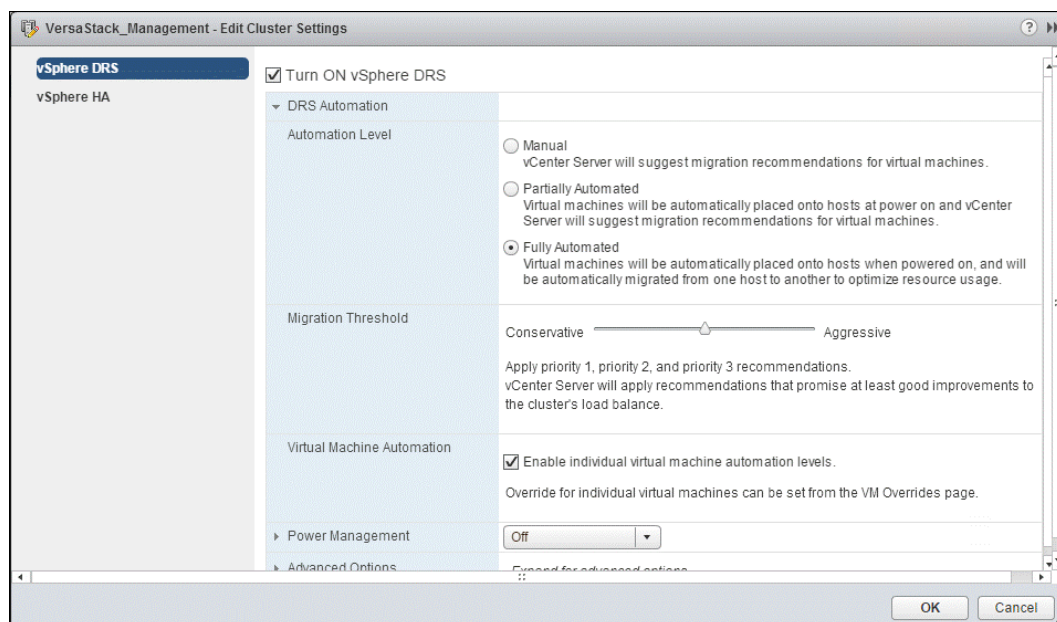 VersaStack_Management - Edit Cluster Settings
?
vSphere DRS
vSphere HA
Turn ON vSphere DRS
DRS Automation
Automation Level
Manual
vCenter Server will suggest migration recommendations for virtual machines.
Partially Automated
Virtual machines will be automatically placed onto hosts at power on and vCenter
Server will suggest migration recommendations for virtual machines.
Fully Automated
Virtual machines will be automatically placed onto hosts when powered on, and will
be automatically migrated from one host to another to optimize resource usage.
Migration Threshold
Conservative
Aggressive
Apply priority 1, priority 2, and priority 3 recommendations.
vCenter Server will apply recommendations that promise at least good improvements to
the cluster's load balance.
Virtual Machine Automation
Enable individual virtual machine automation levels.
Override for individual virtual machines can be set from the VM Overrides page.
Power Management
Off
Advanced Options
Expand for advanced options
OK
Cancel